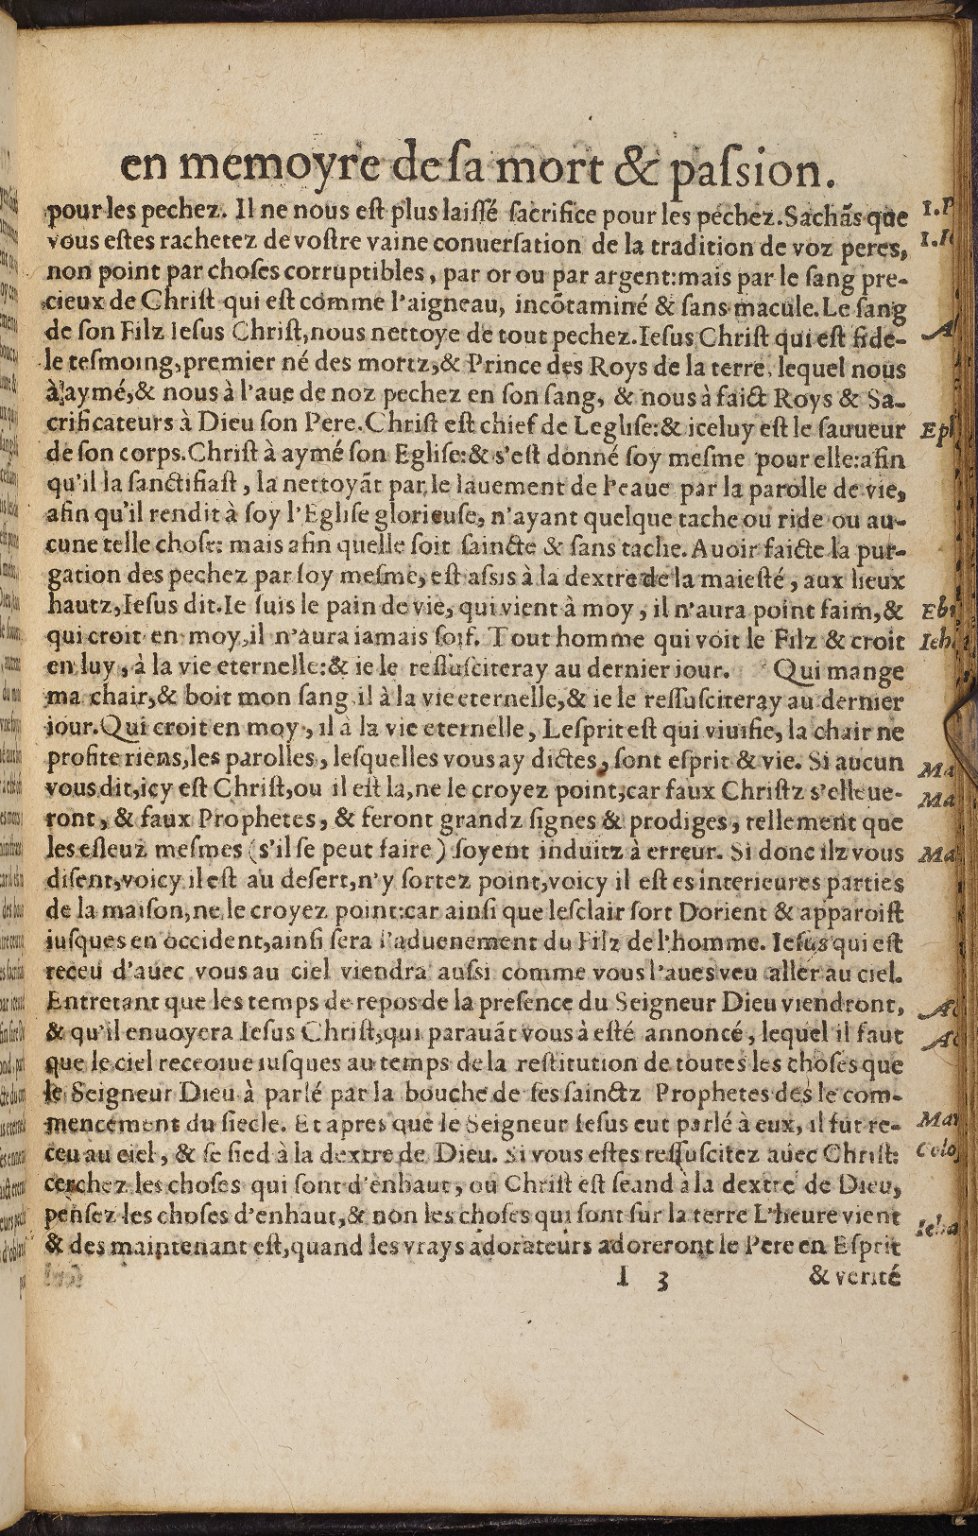 en memoyre de sa mort & passion.
pour les pechez. Il ne nous est plus laissé sacrifice pour les pechez. Sachãs que
vous estes rachetez de vostre vaine conuersation de la tradition de voz peres,
non point par choses corruptibles, par or ou par argent: mais par le sang pre-
cieux de Christ qui est comme l'aigneau, incõtaminé & sans macule. Le sang
de son Filz Iesus Christ, nous nettoye de tout pechez. Iesus Christ qui est fide-
le tesmoing, premier né des mortz, & Prince des Roys de la terre, lequel nous
à aymé, & nous à l'aue de noz pechez en son sang, & nous à faict Roys & Sa-
crificateurs à Dieu son Pere. Christ est chief de Leglise: & iceluy est le sauueur
de son corps. Christ à aymé son Eglise: & s'est donné soy mesme pour elle: afin
qu'il la sanctifiast, la nettoyãt par le lauement de l'eaue par la parolle de vie,
afin qu'il rendit à soy l'Eglise glorieuse, n'ayant quelque tache ou ride ou au-
cune telle chose: mais afin quelle soit saincte & sans tache. Auoir faicte la pur-
gation des pechez par soy mesme, est assis à la dextre de la maiesté, aux lieux
hautz, Iesus dit. Ie suis le pain de vie, qui vient à moy, il n'aura point faim, &
qui croit en moy, il n'aura iamais soif. Tout homme qui voit le Filz & croit
en luy, à la vie eternelle: & ie le ressusciteray au dernier iour. Qui mange
ma chair, & boit mon sang il à la vie eternelle, & ie le ressusciteray au dernier
iour. Qui croit en moy, il à la vie eternelle, Lesprit est qui viuifie, la chair ne
profite riens, les parolles, lesquelles vous ay dictes, sont esprit & vie. Si aucun
vous dit, icy est Christ, ou il est la, ne le croyez point, car faux Christz s'elleue-
ront, & faux Prophetes, & feront grandz signes & prodiges, tellement que
les esleuz mesmes (s'il se peut faire) soyent induitz à erreur. Si donc ilz vous
disent, voicy il est au desert, n'y sortez point, voicy il est es interieures parties
de la maison, ne le croyez point: car ainsi que lesclair sort Dorient & apparoist
iusques en occident, ainsi sera l'aduenement du Filz de l'homme. Iesus qui est
receu d'auec vous au ciel viendra aussi comme vous l'aues veu aller au ciel.
Entretant que les temps de repos de la presence du Seigneur Dieu viendront,
& qu'il enuoyera Iesus Christ, qui parauãt vous à esté annoncé, lequel il faut
que le ciel recçoiue iusques au temps de la restitution de toutes les choses que
le Seigneur Dieu à parlé par la bouche de ses sainctz Prophetes des le com-
mencement du siecle. Et apres que le Seigneur Iesus eut parlé à eux, il fut re-
ceu au ciel, & se sied à la dextre de Dieu. Si vous estes ressuscitez auec Christ:
cerchez les choses qui sont d'enhaut, ou Christ est seand à la dextre de Dieu,
pensez les choses d'enhaut, & non les choses qui sont sur la terre L'heure vient
& des maintenant est, quand les vrays adorateurs adoreront le Pere en Esprit
I 3 & verité